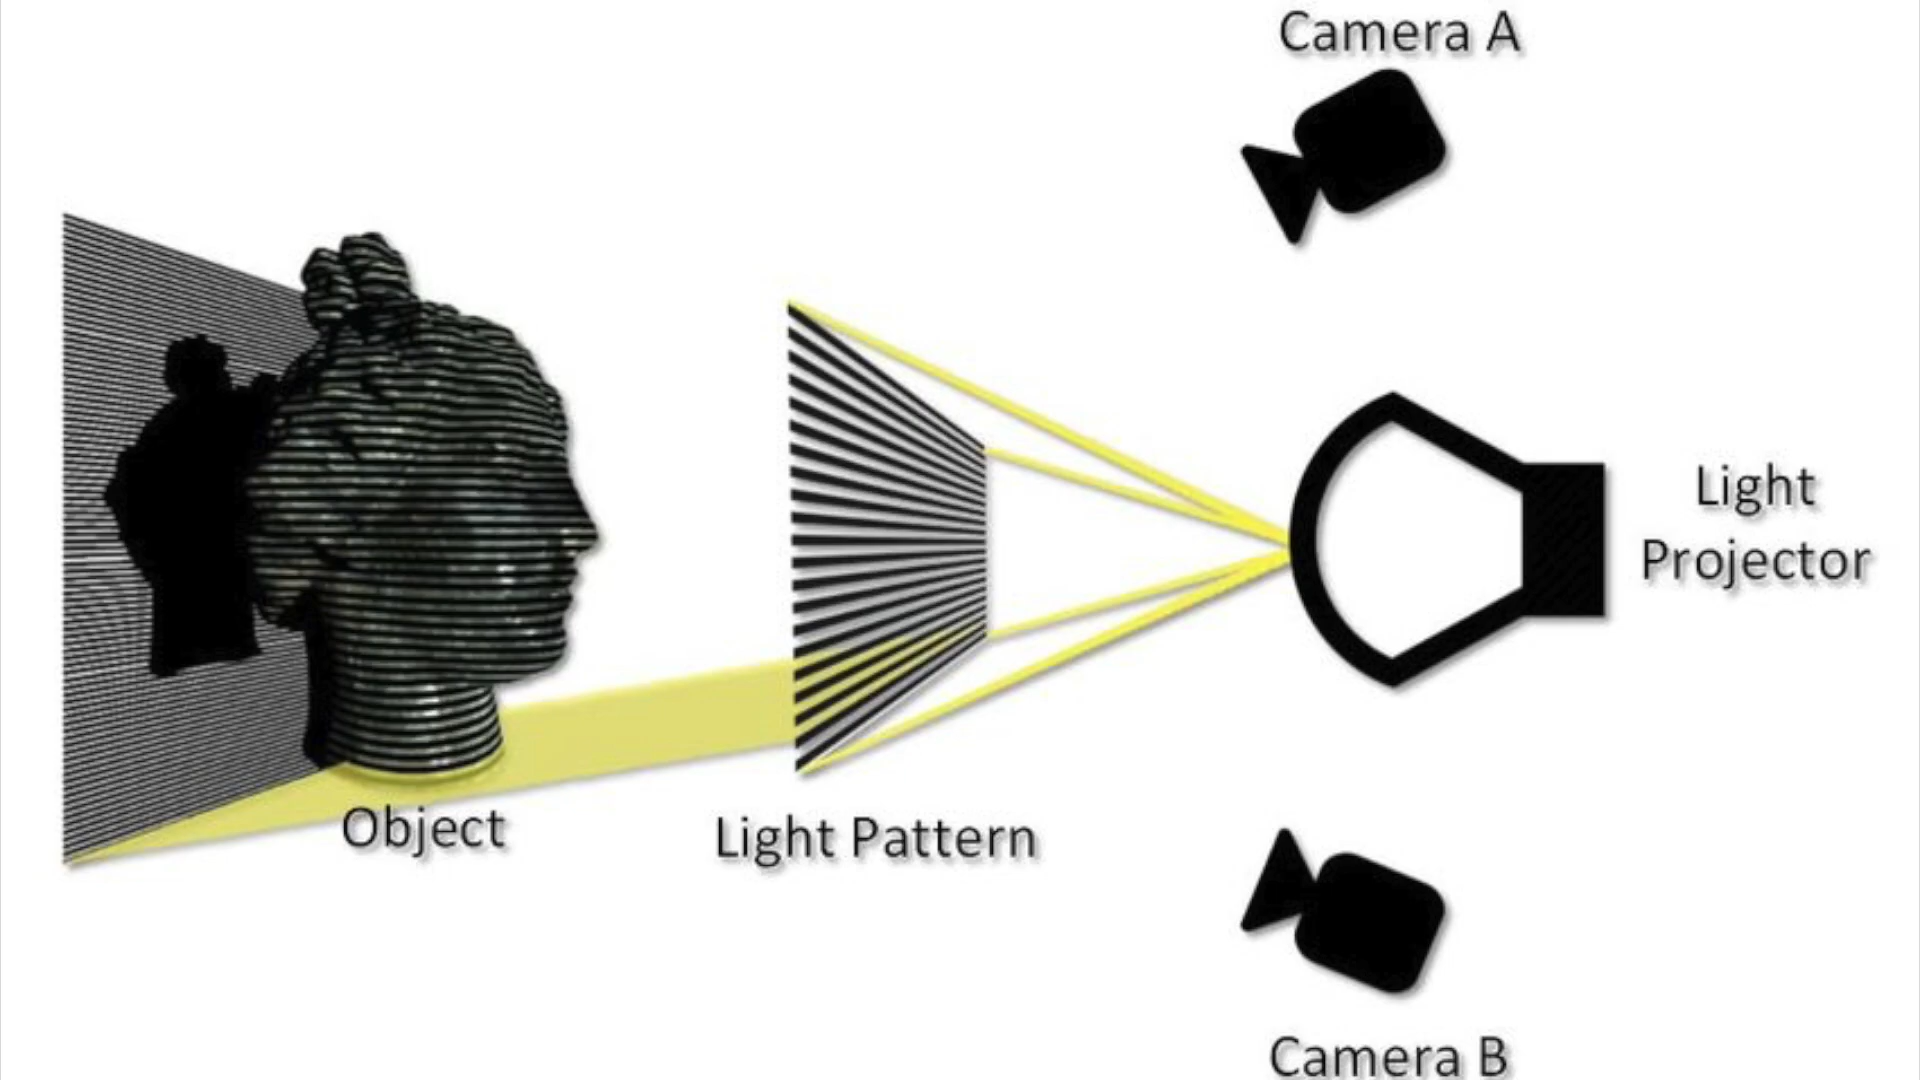 Camera A
Light
Projector
Object
Light Pattern
Camera B